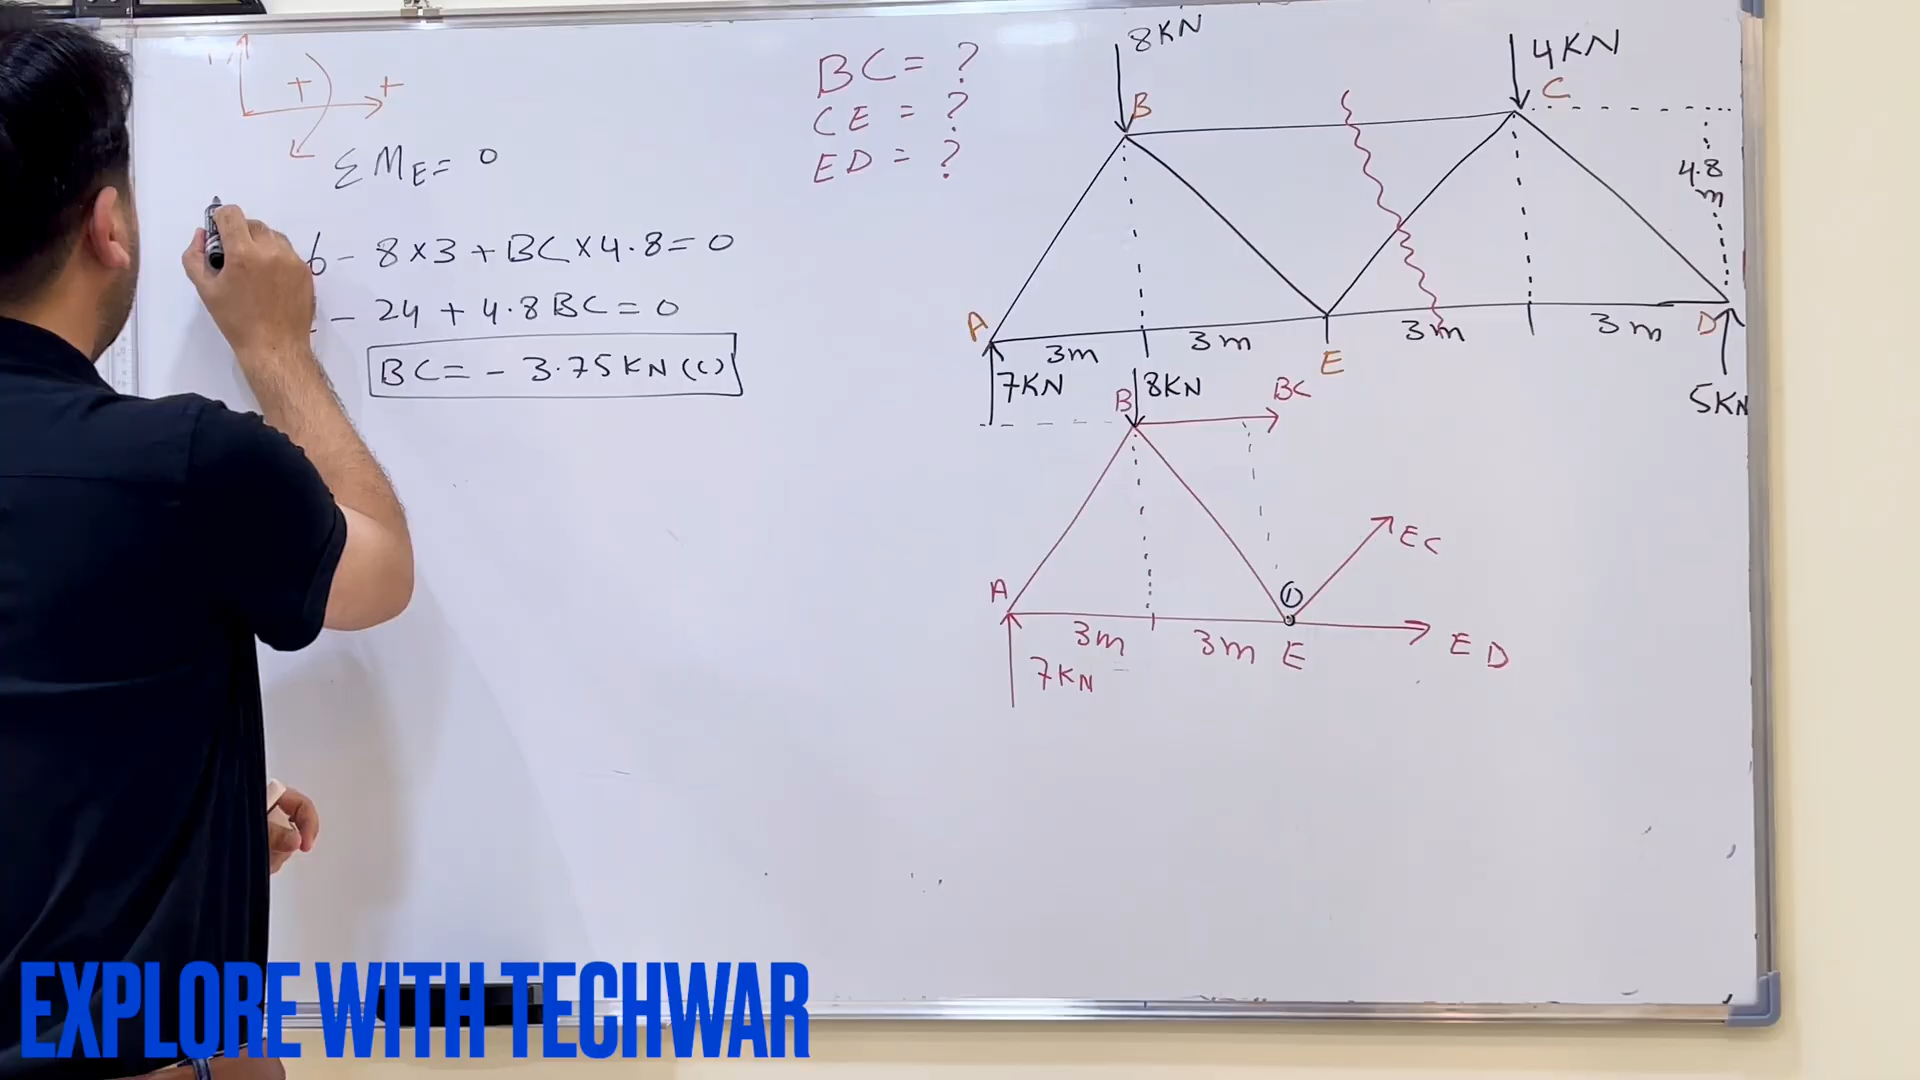 + +
ΣM_E = 0
6 - 8×3 + BC×4.8 = 0
- 24 + 4.8 BC = 0
BC = - 3.75 KN (C)
BC = ?
CE = ?
ED = ?
8KN
4KN
B
C
4.8
m
A
3m
3m
E
3m
3m
D
7KN
5KN
B
8KN
BC
EC
A
1
3m
3m
E
ED
7KN
EXPLORE WITH TECHWAR